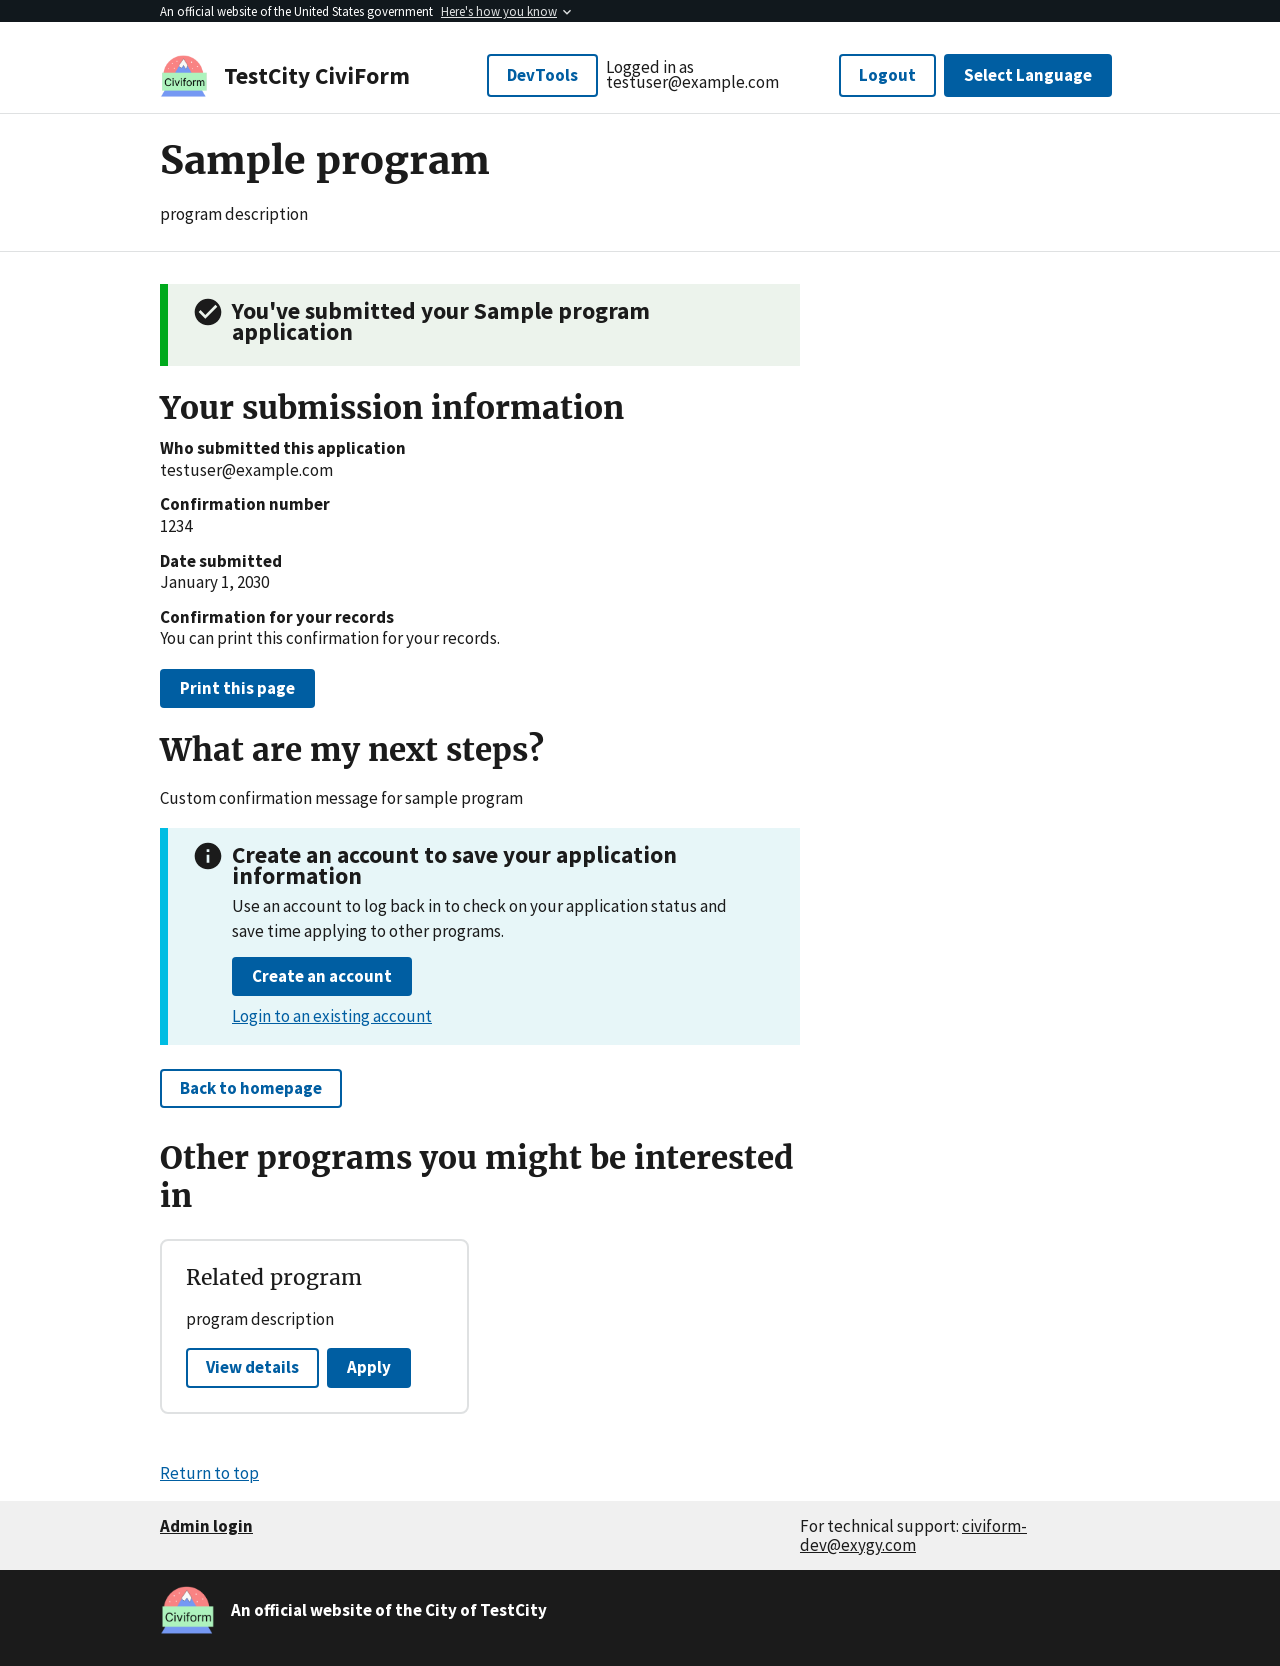 An official website of the United States government Here's how you know
Civiform
TestCity CiviForm
DevTools
Logged in as
testuser@example.com
Logout
Select Language
Sample program
program description
You've submitted your Sample program
application
Your submission information
Who submitted this application
testuser@example.com
Confirmation number
1234
Date submitted
January 1, 2030
Confirmation for your records
You can print this confirmation for your records.
Print this page
What are my next steps?
Custom confirmation message for sample program
Create an account to save your application
information
Use an account to log back in to check on your application status and
save time applying to other programs.
Create an account
Login to an existing account
Back to homepage
Other programs you might be interested
in
Related program
program description
View details
Apply
Return to top
Admin login
For technical support: civiform-
dev@exygy.com
Civiform
An official website of the City of TestCity